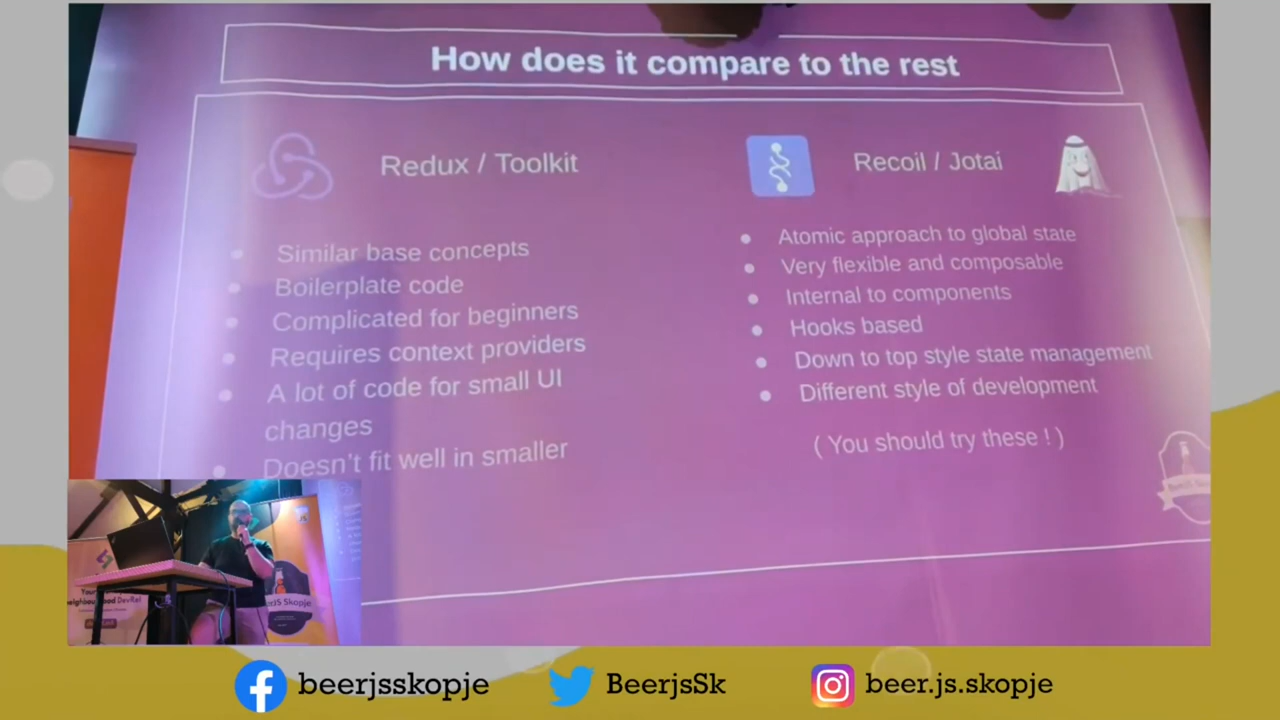 How does it compare to the rest
Redux / Toolkit
Similar base concepts
Boilerplate code
Complicated for beginners
Requires context providers
A lot of code for small UI
changes
Doesn't fit well in smaller
Recoil / Jotai
Atomic approach to global state
Very flexible and composable
Internal to components
Hooks based
Down to top style state management
Different style of development
( You should try these ! )
JS
Skopje
beerjsskopje
BeerjsSk
beer.js.skopje